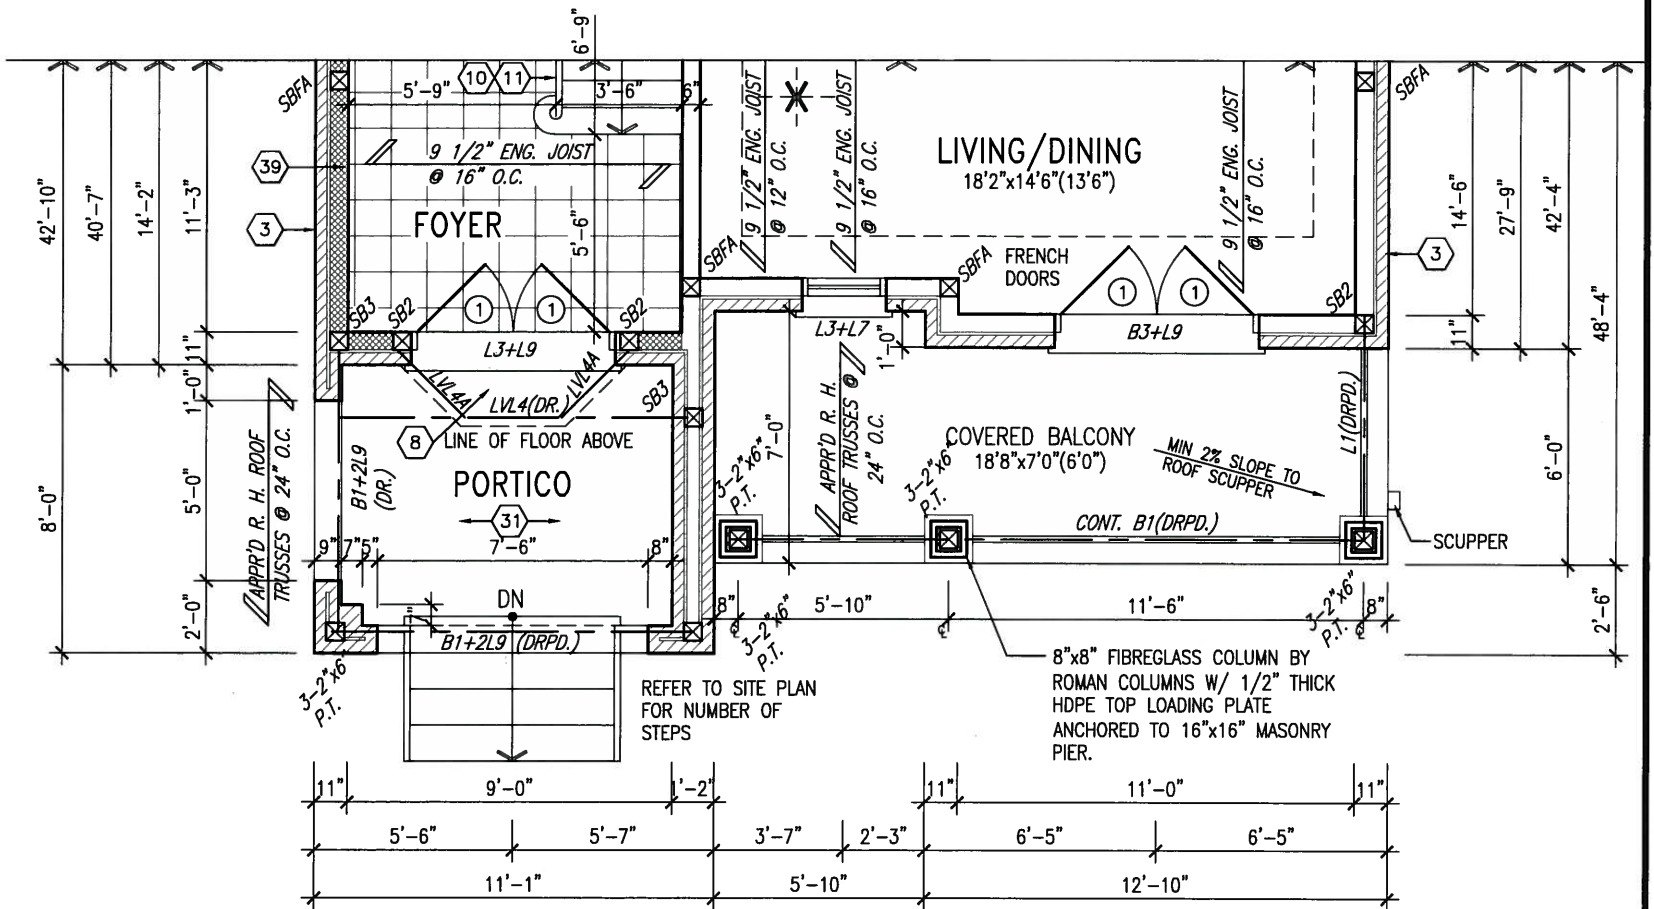 6'-9"
10 11
5'-9"
3'-6"
6"
SBFA
SBFA
9 1/2" ENG. JOIST
@ 16" O.C.
39
3
FOYER
5'-6"
9 1/2" ENG. JOIST
@ 12" O.C.
9 1/2" ENG. JOIST
@ 16" O.C.
LIVING/DINING
18'2"x14'6"(13'6")
9 1/2" ENG. JOIST
@ 16" O.C.
42'-10"
40'-7"
14'-2"
11'-3"
14'-6"
27'-9"
42'-4"
48'-4"
3
SBFA
SBFA
FRENCH
DOORS
SB3
SB2
1
1
SB2
1
1
SB2
L3+L9
L3+L7
1'-0"
B3+L9
11"
11"
1'-0"
LVL4A
LVL4A
LVL4(DR.)
SB3
8
LINE OF FLOOR ABOVE
APPR'D R. H. ROOF
TRUSSES @ 24" O.C.
B1+2L9
(DR.)
PORTICO
31
7'-6"
9"
7"
5"
8"
8'-0"
5'-0"
2'-0"
3-2"x6"
P.T.
7'-0"
APPR'D R. H.
ROOF TRUSSES @
24" O.C.
3-2"x6"
P.T.
COVERED BALCONY
18'8"x7'0"(6'0")
MIN 2% SLOPE TO
ROOF SCUPPER
L1(DRPD.)
6'-0"
CONT. B1(DRPD.)
SCUPPER
DN
1"
B1+2L9 (DRPD.)
8"
5'-10"
11'-6"
8"
2'-6"
3-2"x6"
P.T.
3-2"x6"
P.T.
3-2"x6"
P.T.
REFER TO SITE PLAN
FOR NUMBER OF
STEPS
8"x8" FIBREGLASS COLUMN BY
ROMAN COLUMNS W/ 1/2" THICK
HDPE TOP LOADING PLATE
ANCHORED TO 16"x16" MASONRY
PIER.
11"
9'-0"
1'-2"
11"
11'-0"
11"
5'-6"
5'-7"
3'-7"
2'-3"
6'-5"
6'-5"
11'-1"
5'-10"
12'-10"